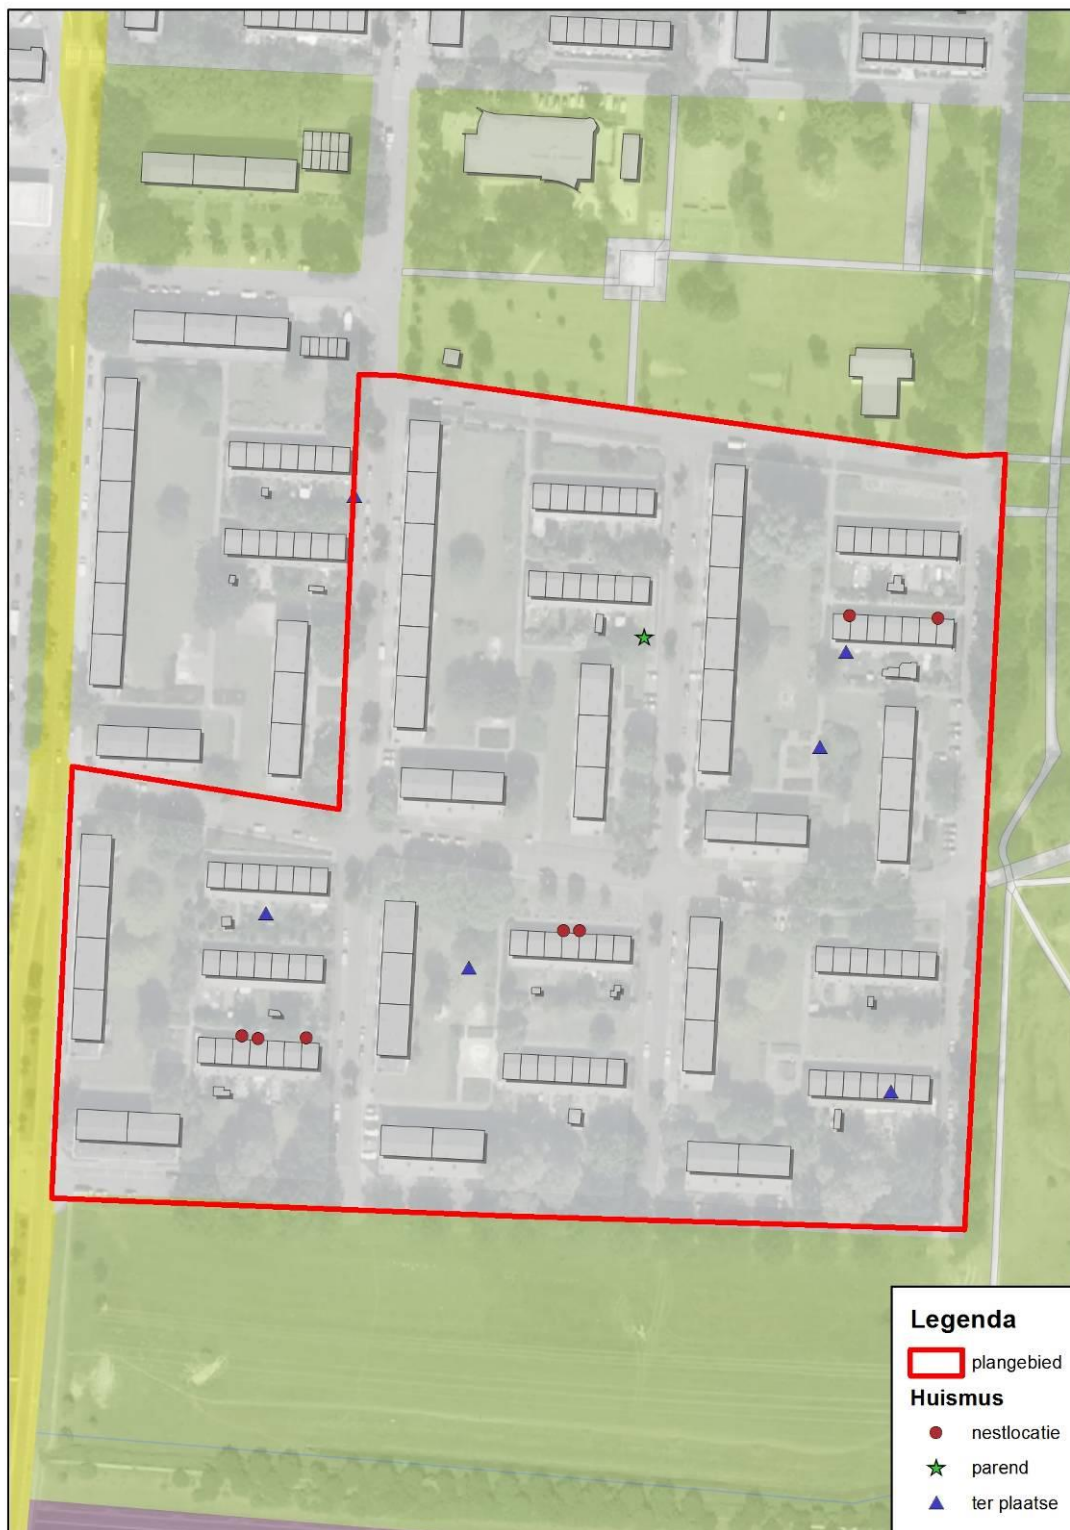 Legenda
plangebied
Huismus
nestlocatie
parend
ter plaatse